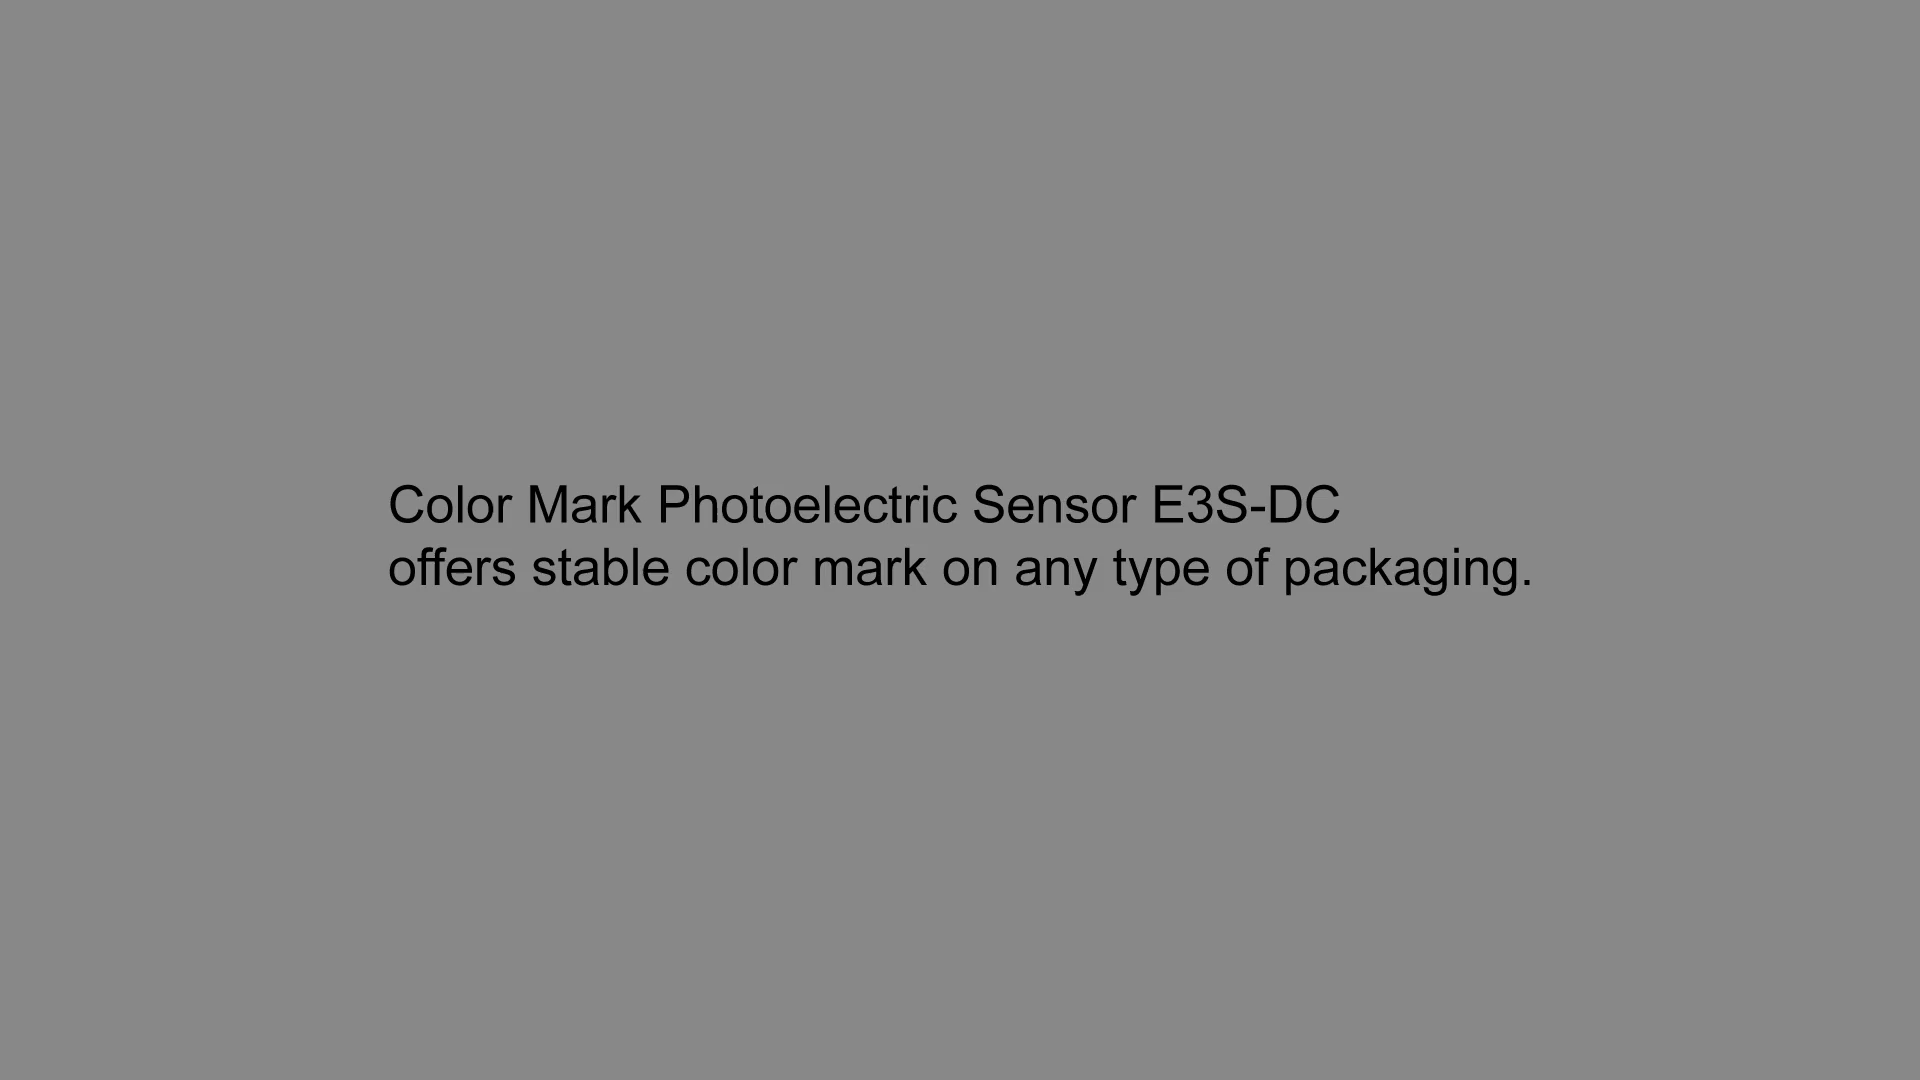 Color Mark Photoelectric Sensor E3S-DC
offers stable color mark on any type of packaging.